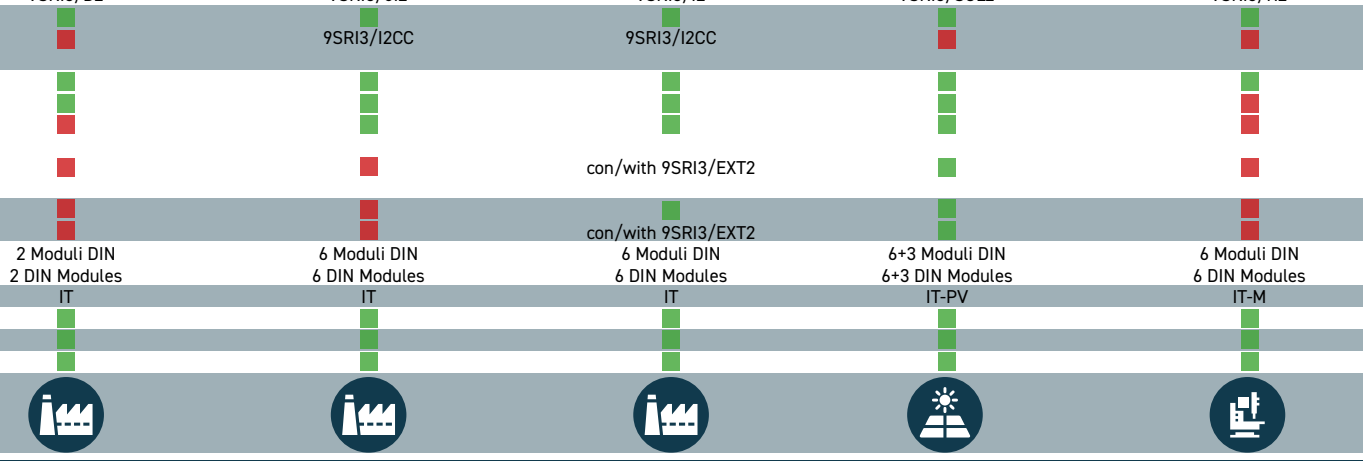 9SRI3/I2CC 9SRI3/I2CC
con/with 9SRI3/EXT2
con/with 9SRI3/EXT2
2 Moduli DIN 6 Moduli DIN 6 Moduli DIN 6+3 Moduli DIN 6 Moduli DIN
2 DIN Modules 6 DIN Modules 6 DIN Modules 6+3 DIN Modules 6 DIN Modules
IT IT IT IT-PV IT-M